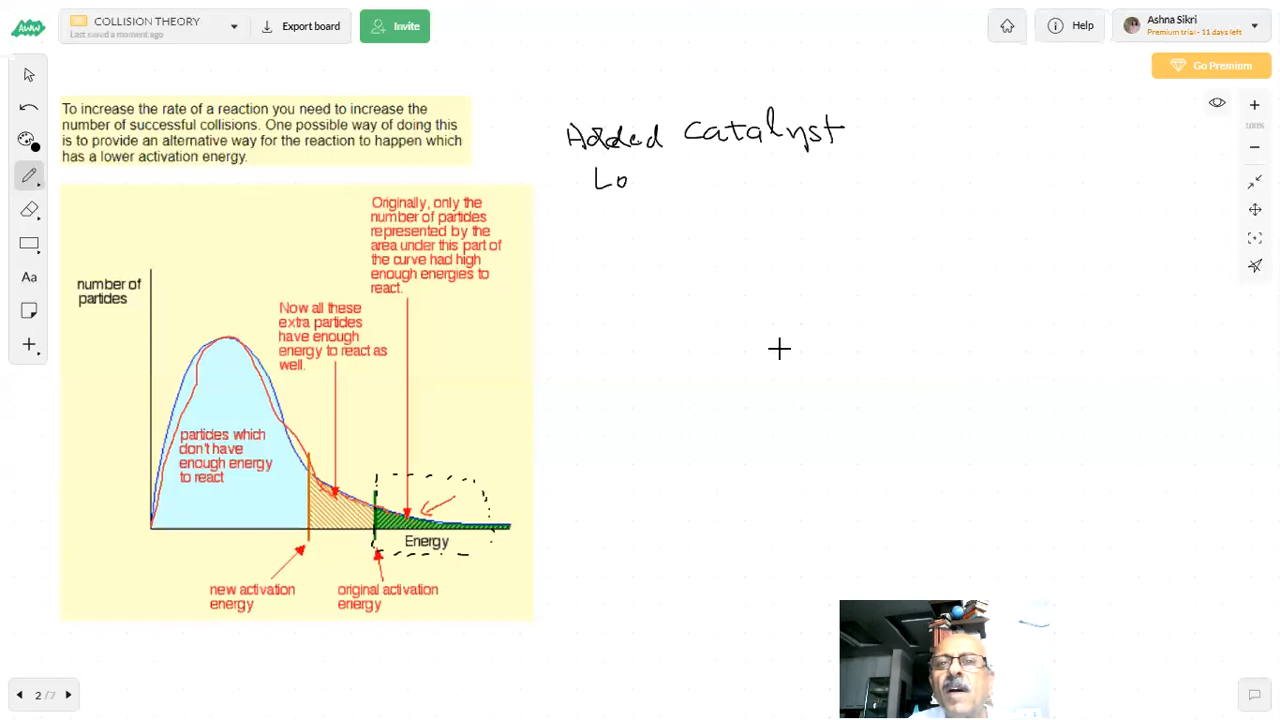 AWW
COLLISION THEORY
Last saved a moment ago
Export board
Invite
Help
Ashna Sikri
Premium trial - 11 days left
Go Premium
100%
Aa
To increase the rate of a reaction you need to increase the
number of successful collisions. One possible way of doing this
is to provide an alternative way for the reaction to happen which
has a lower activation energy.
Added Catalyst
Lo
Originally, only the
number of particles
represented by the
area under this part of
the curve had high
enough energies to
react.
number of
particles
Now all these
extra particles
have enough
energy to react as
well.
particles which
don't have
enough energy
to react
Energy
new activation
energy
original activation
energy
2 / 7